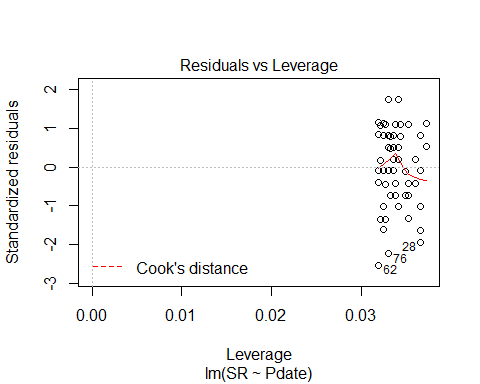 Residuals vs Leverage
Standardized residuals
2
1
0
-1
-2
-3
28
76
62
Cook's distance
0.00 0.01 0.02 0.03
Leverage
lm(SR ~ Pdate)